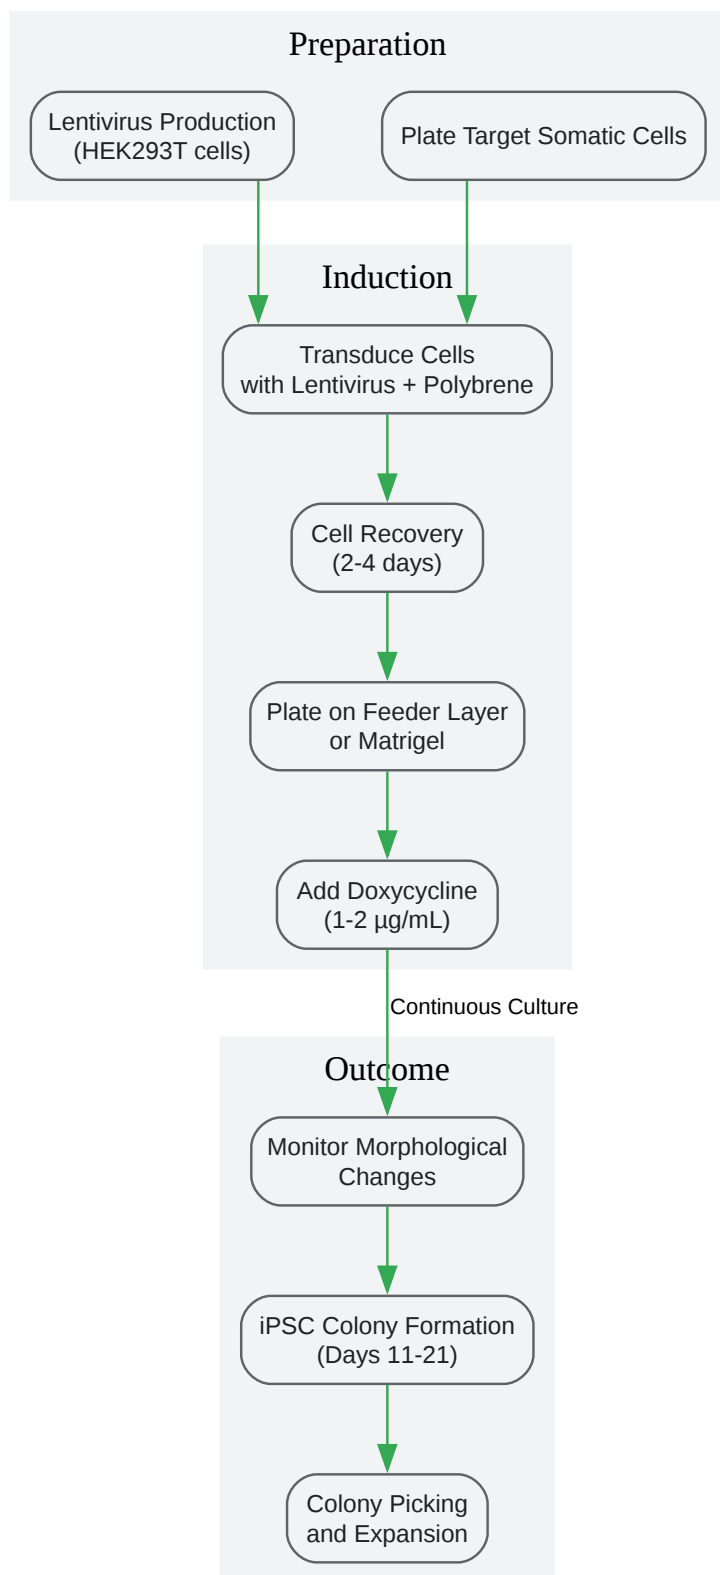 Preparation
Lentivirus Production
(HEK293T cells)
Plate Target Somatic Cells
Induction
Transduce Cells
with Lentivirus + Polybrene
Cell Recovery
(2-4 days)
Plate on Feeder Layer
or Matrigel
Add Doxycycline
(1-2 µg/mL)
Continuous Culture
Outcome
Monitor Morphological
Changes
iPSC Colony Formation
(Days 11-21)
Colony Picking
and Expansion